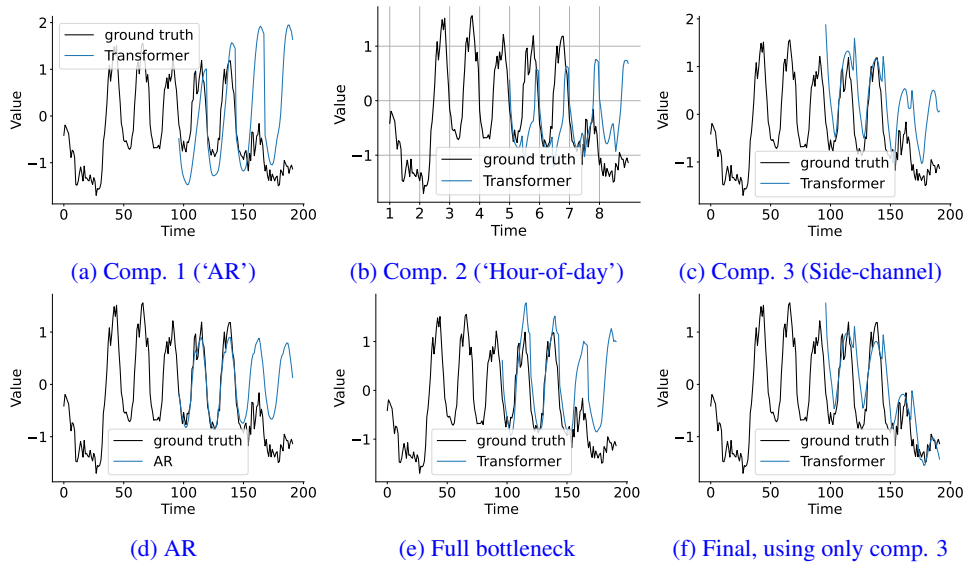 2
1
0
−1
Value
ground truth
Transformer
0 50 100 150 200
Time
(a) Comp. 1 (‘AR’)
1
0
−1
Value
ground truth
Transformer
1 2 3 4 5 6 7 8
Time
(b) Comp. 2 (‘Hour-of-day’)
2
1
0
−1
Value
ground truth
Transformer
0 50 100 150 200
Time
(c) Comp. 3 (Side-channel)
1
0
−1
Value
ground truth
AR
0 50 100 150 200
Time
(d) AR
1
0
−1
Value
ground truth
Transformer
0 50 100 150 200
Time
(e) Full bottleneck
1
0
−1
Value
ground truth
Transformer
0 50 100 150 200
Time
(f) Final, using only comp. 3